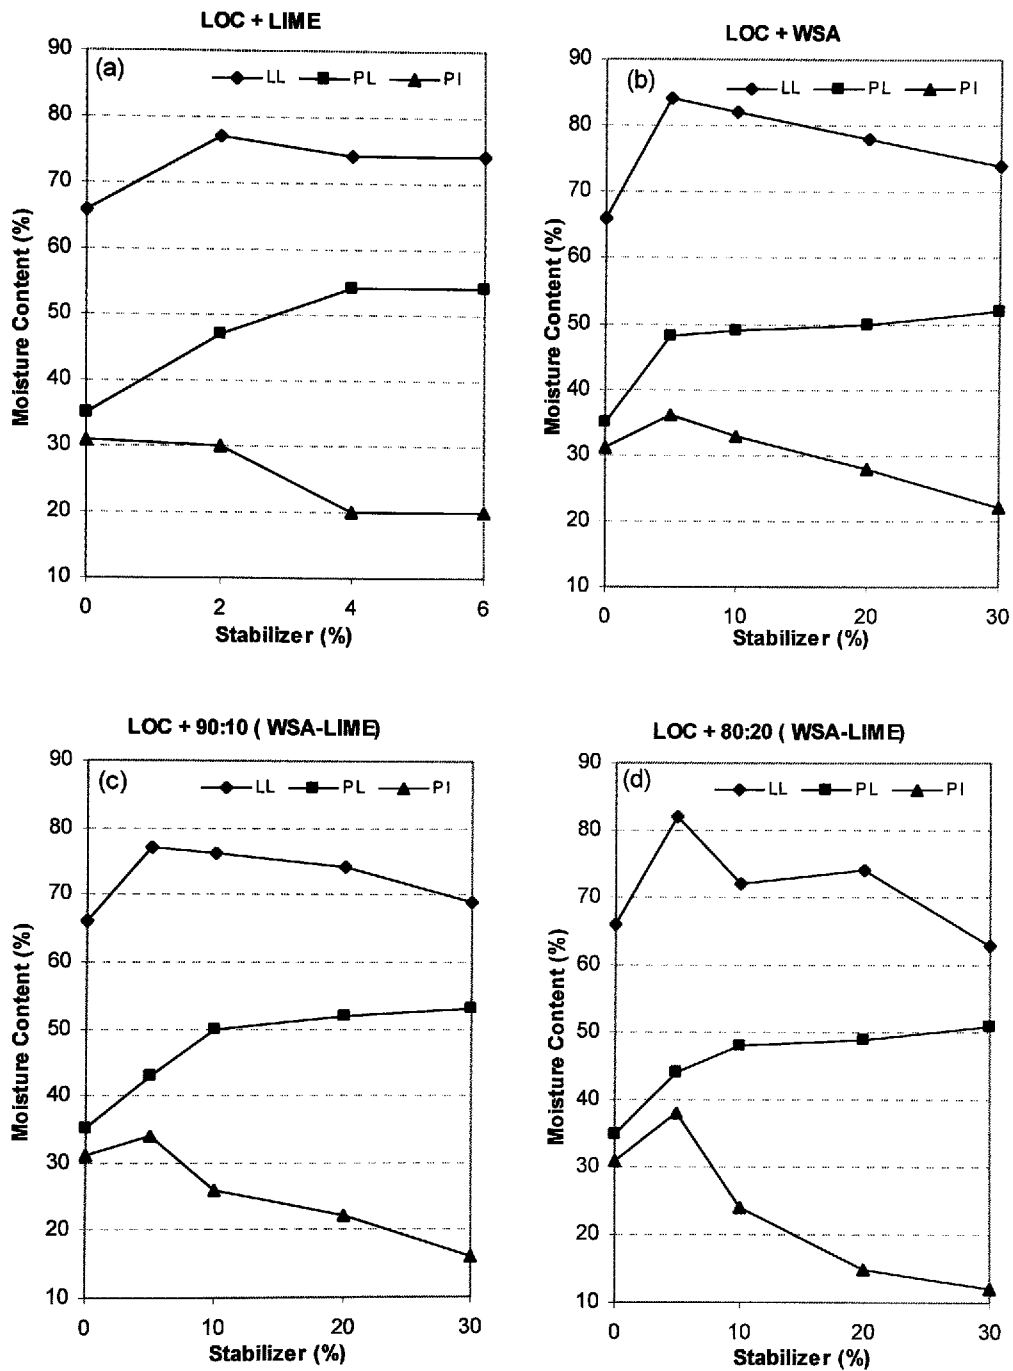 LOC + LIME
(a)
LL PL PI
90
80
70
60
50
40
30
20
10
Moisture Content (%)
0 2 4 6
Stabilizer (%)
LOC + WSA
(b)
LL PL PI
90
80
70
60
50
40
30
20
10
Moisture Content (%)
0 10 20 30
Stabilizer (%)
LOC + 90:10 ( WSA-LIME)
(c)
LL PL PI
90
80
70
60
50
40
30
20
10
Moisture Content (%)
0 10 20 30
Stabilizer (%)
LOC + 80:20 ( WSA-LIME)
(d)
LL PL PI
90
80
70
60
50
40
30
20
10
Moisture Content (%)
0 10 20 30
Stabilizer (%)